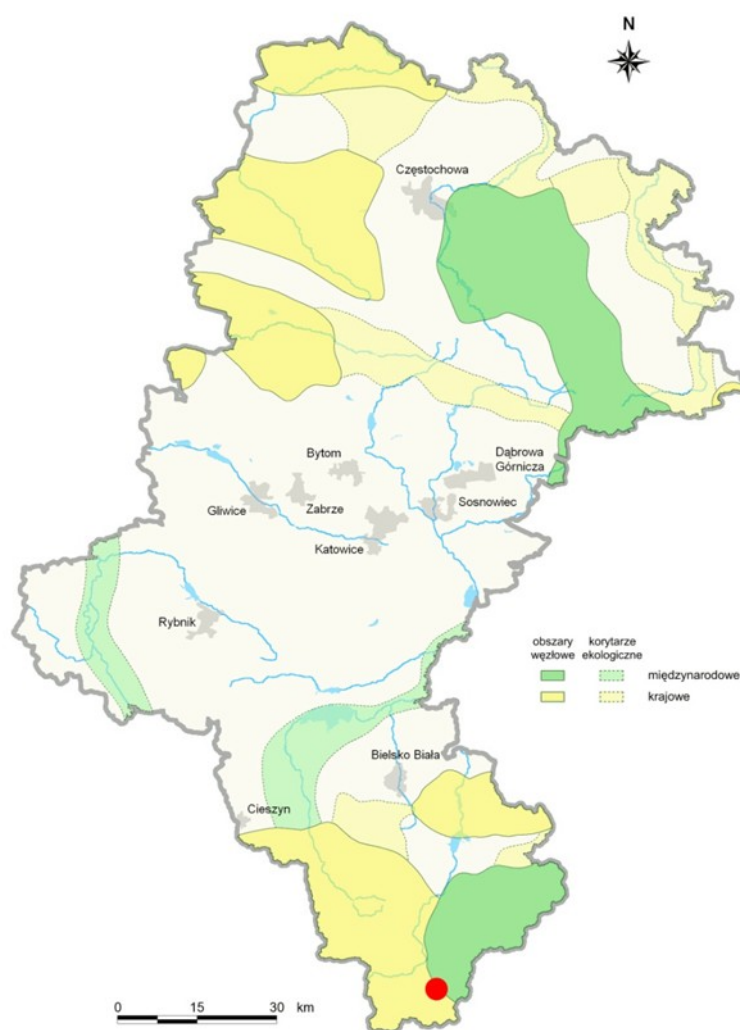 N
Częstochowa
Bytom
Dąbrowa
Górnicza
Gliwice
Zabrze
Sosnowiec
Katowice
Rybnik
obszary
węzłowe
korytarze
ekologiczne
międzynarodowe
krajowe
Bielsko Biała
Cieszyn
0 15 30 km